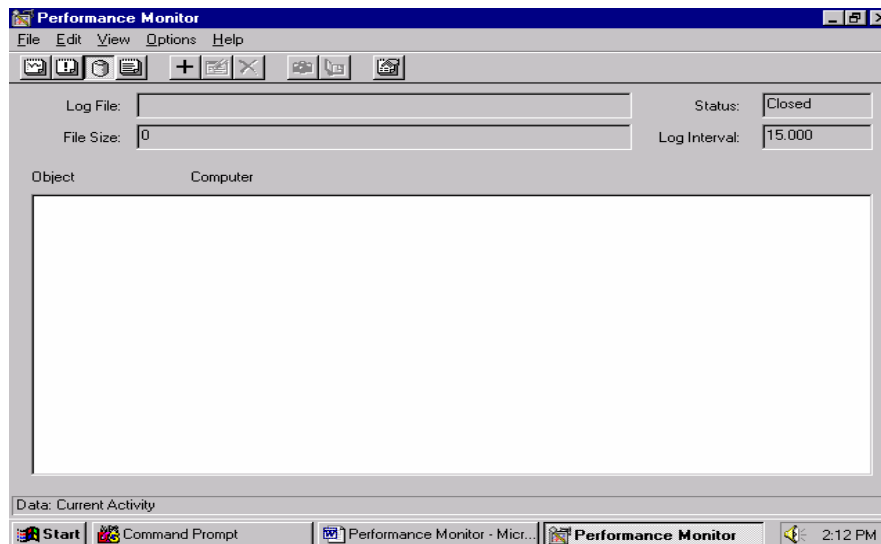 Performance Monitor
File Edit View Options Help
Log File:
Status: Closed
File Size: 0
Log Interval: 15.000
Object Computer
Data: Current Activity
Start Command Prompt Performance Monitor - Micr... Performance Monitor 2:12 PM